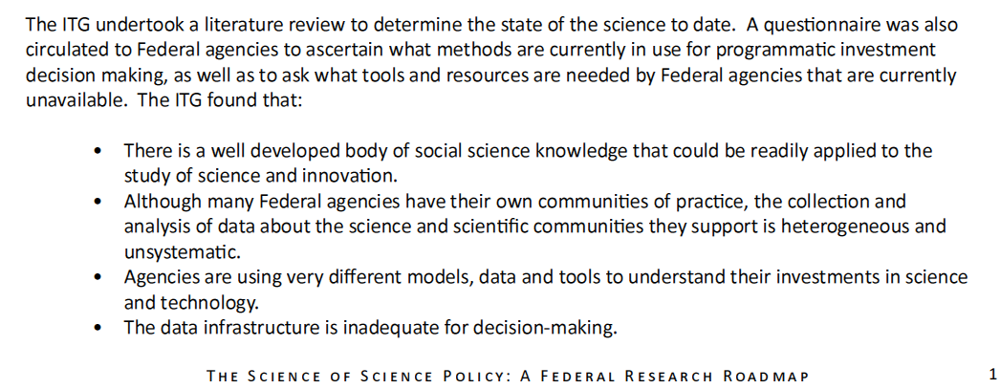 The ITG undertook a literature review to determine the state of the science to date.  A questionnaire was also
circulated to Federal agencies to ascertain what methods are currently in use for programmatic investment
decision making, as well as to ask what tools and resources are needed by Federal agencies that are currently
unavailable.  The ITG found that:
• There is a well developed body of social science knowledge that could be readily applied to the
study of science and innovation.
• Although many Federal agencies have their own communities of practice, the collection and
analysis of data about the science and scientific communities they support is heterogeneous and
unsystematic.
• Agencies are using very different models, data and tools to understand their investments in science
and technology.
• The data infrastructure is inadequate for decision-making.
THE SCIENCE OF SCIENCE POLICY: A FEDERAL RESEARCH ROADMAP 1